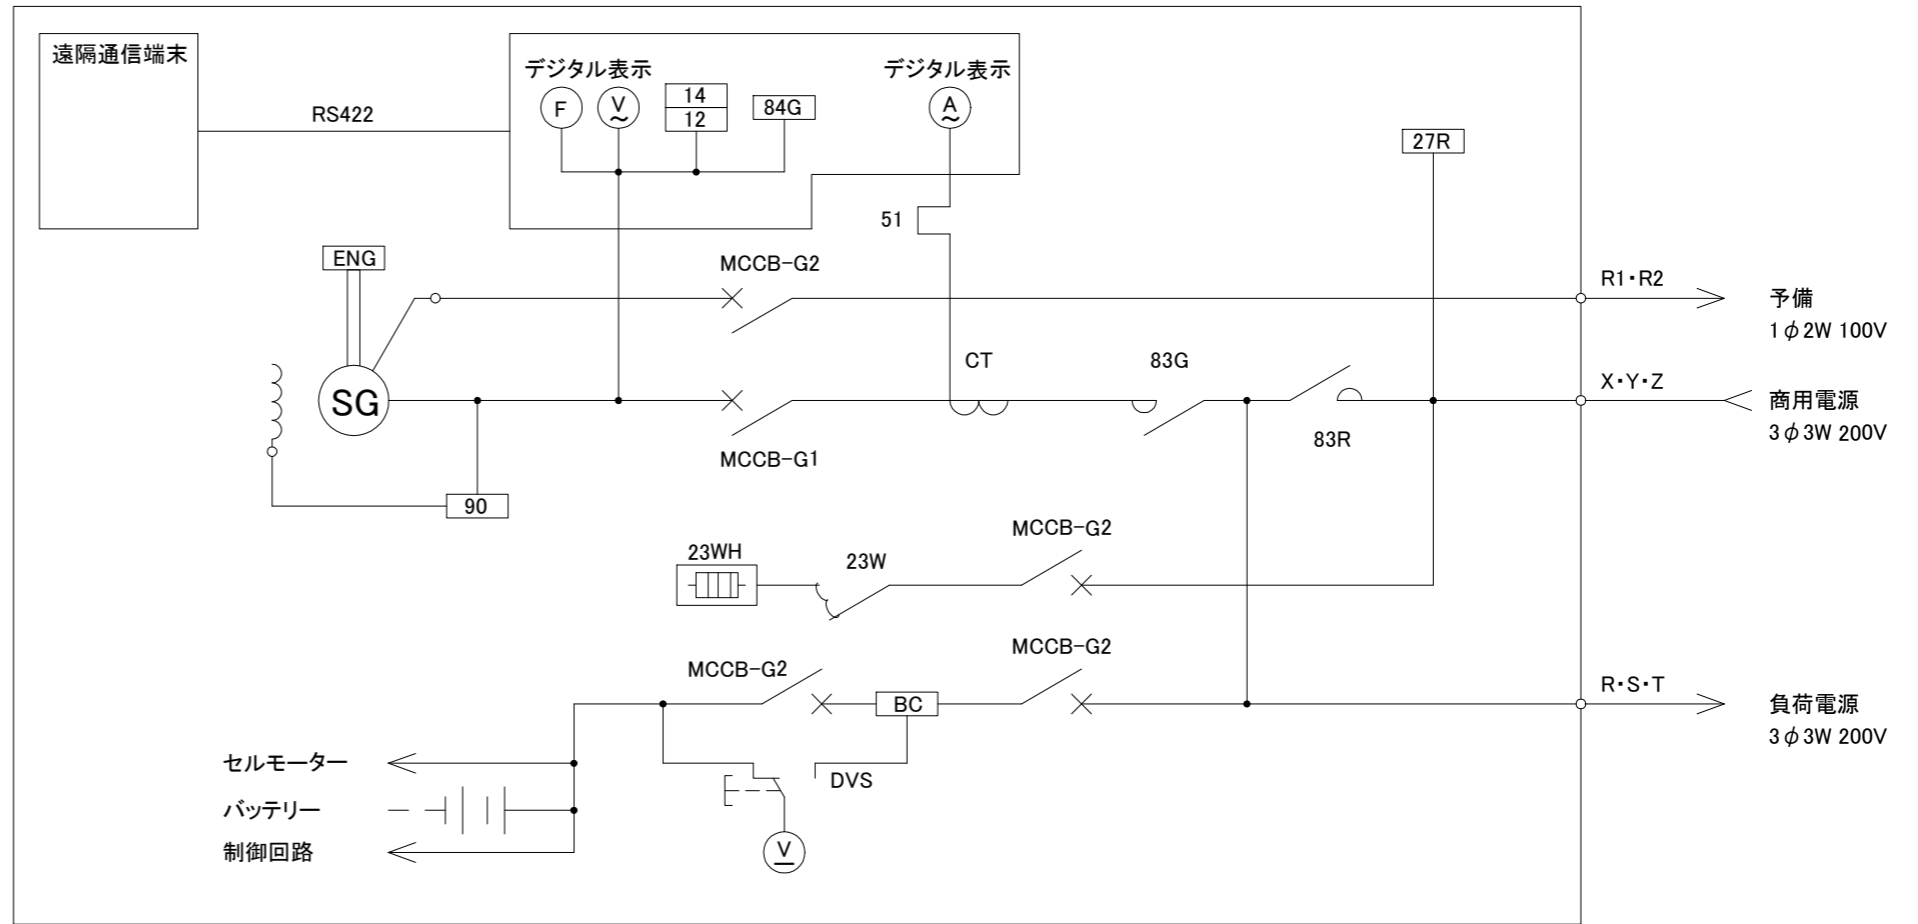 遠隔通信端末
RS422
デジタル表示
デジタル表示
F
V
14
12
84G
A
27R
51
ENG
MCCB-G2
R1・R2
予備
1φ2W 100V
CT
83G
X・Y・Z
SG
商用電源
3φ3W 200V
83R
MCCB-G1
90
MCCB-G2
23WH
23W
MCCB-G2
MCCB-G2
R・S・T
BC
負荷電源
3φ3W 200V
セルモーター
DVS
バッテリー
制御回路
V